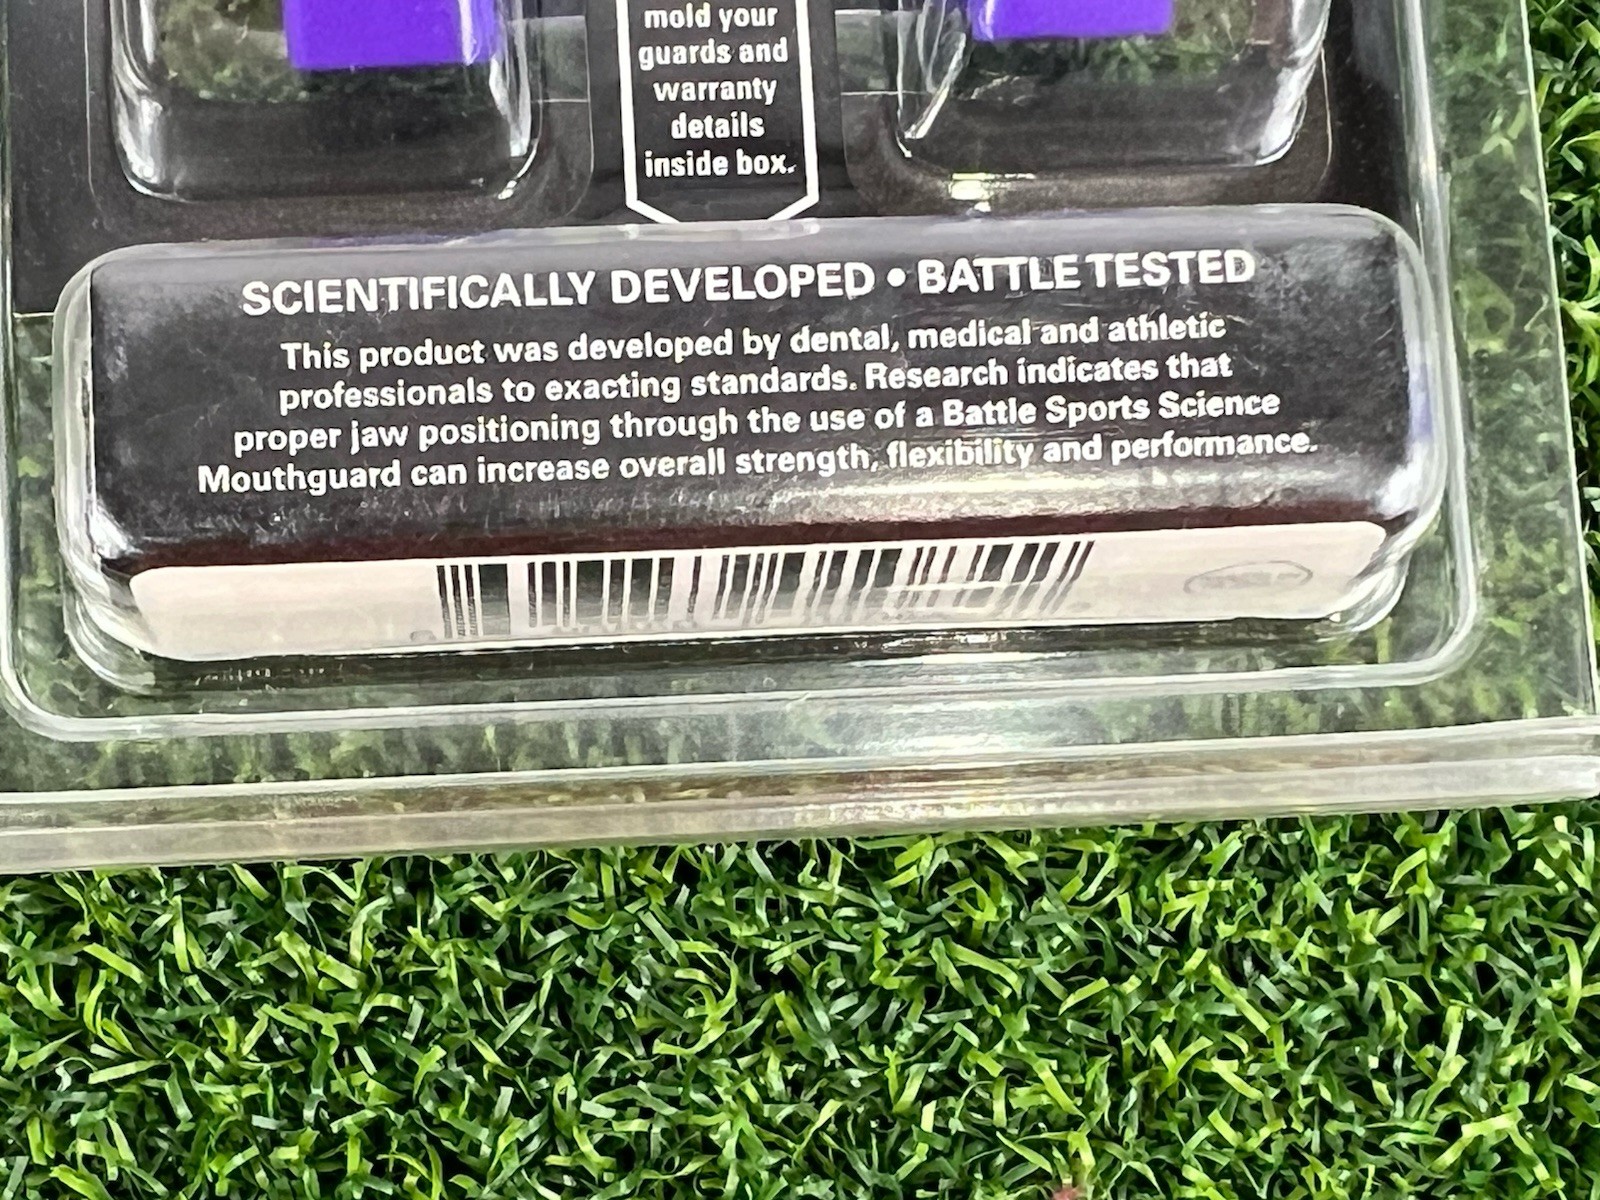 mold your
guards and
warranty
details
inside box.
SCIENTIFICALLY DEVELOPED • BATTLE TESTED
This product was developed by dental, medical and athletic
professionals to exacting standards. Research indicates that
proper jaw positioning through the use of a Battle Sports Science
Mouthguard can increase overall strength, flexibility and performance.